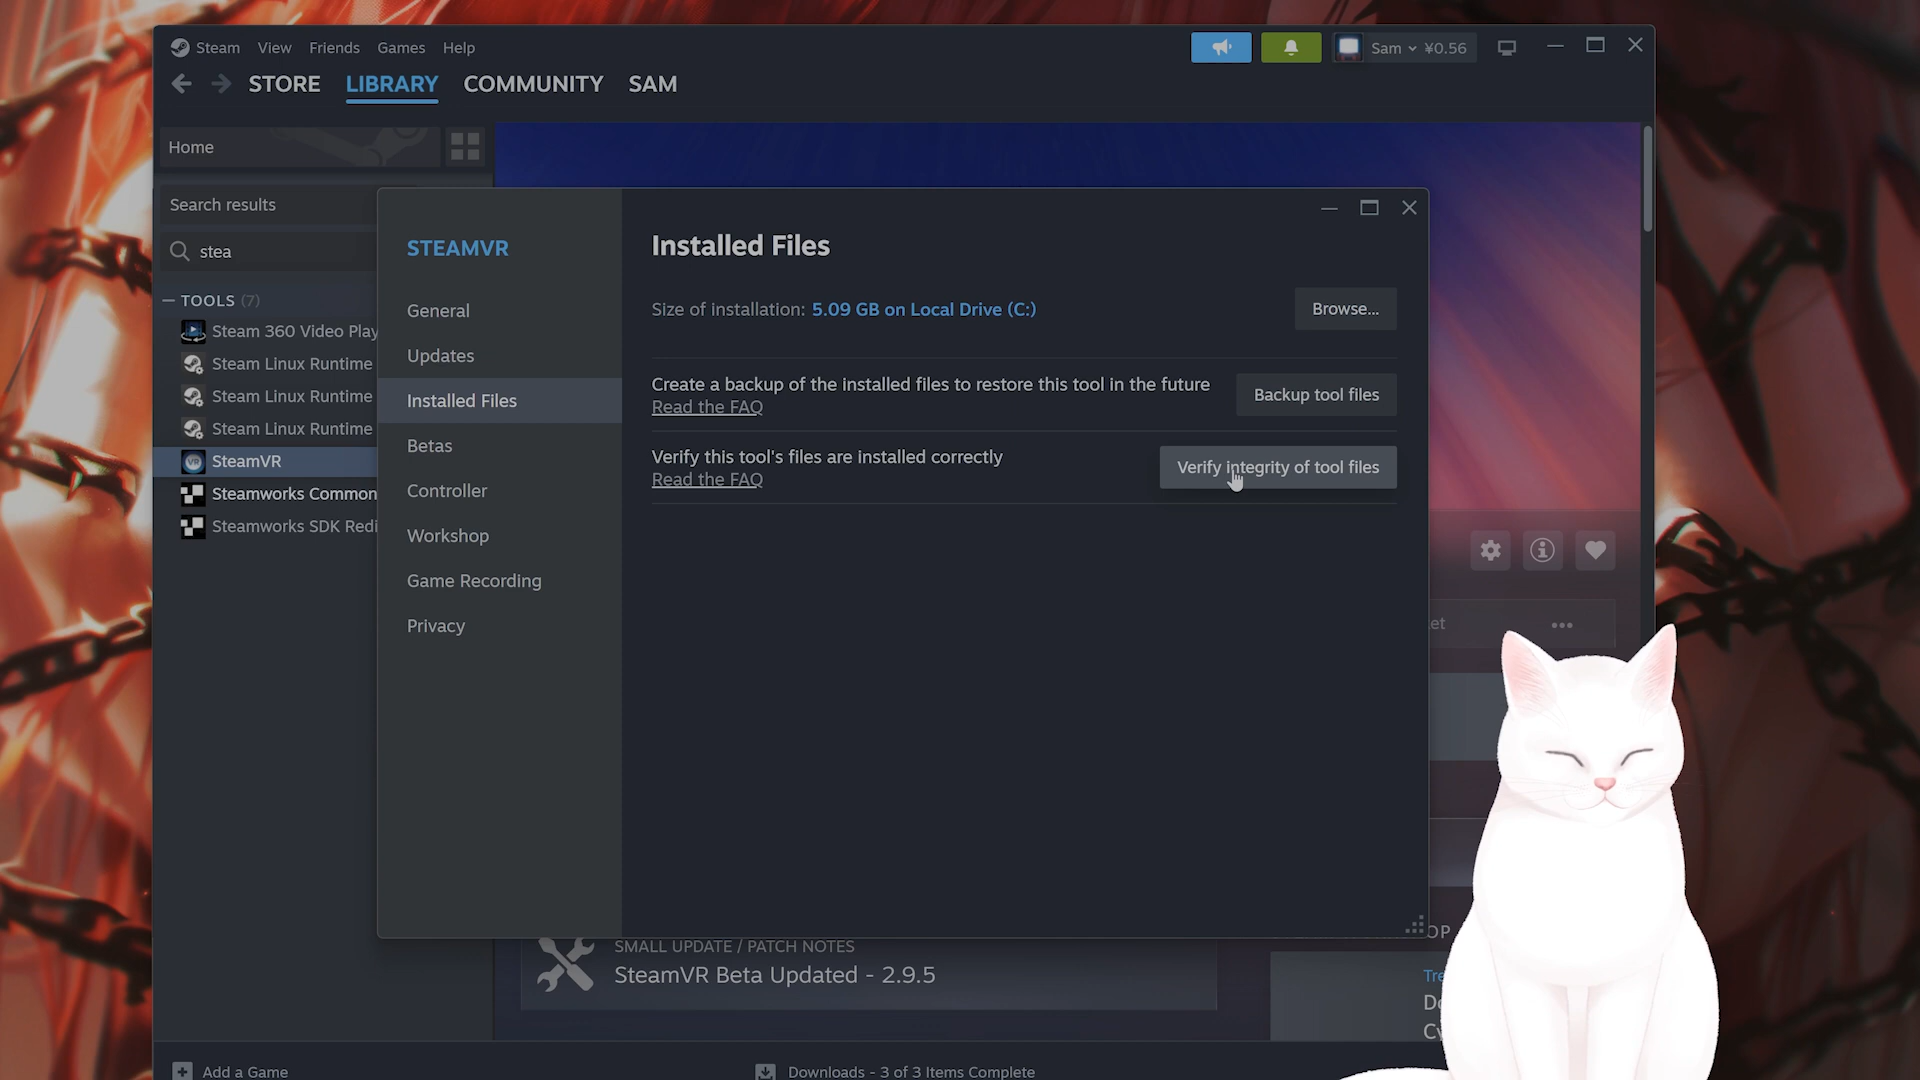 Steam View Friends Games Help
Sam ¥0.56
STORE LIBRARY COMMUNITY SAM
Home
Search results
stea
TOOLS (7)
Steam 360 Video Play
Steam Linux Runtime
Steam Linux Runtime
Steam Linux Runtime
SteamVR
Steamworks Common
Steamworks SDK Redi
STEAMVR
General
Updates
Installed Files
Betas
Controller
Workshop
Game Recording
Privacy
Installed Files
Size of installation: 5.09 GB on Local Drive (C:)
Browse...
Create a backup of the installed files to restore this tool in the future
Read the FAQ
Backup tool files
Verify this tool's files are installed correctly
Read the FAQ
Verify integrity of tool files
et
SMALL UPDATE / PATCH NOTES
SteamVR Beta Updated - 2.9.5
OP
Tre
Cy
Add a Game
Downloads - 3 of 3 Items Complete